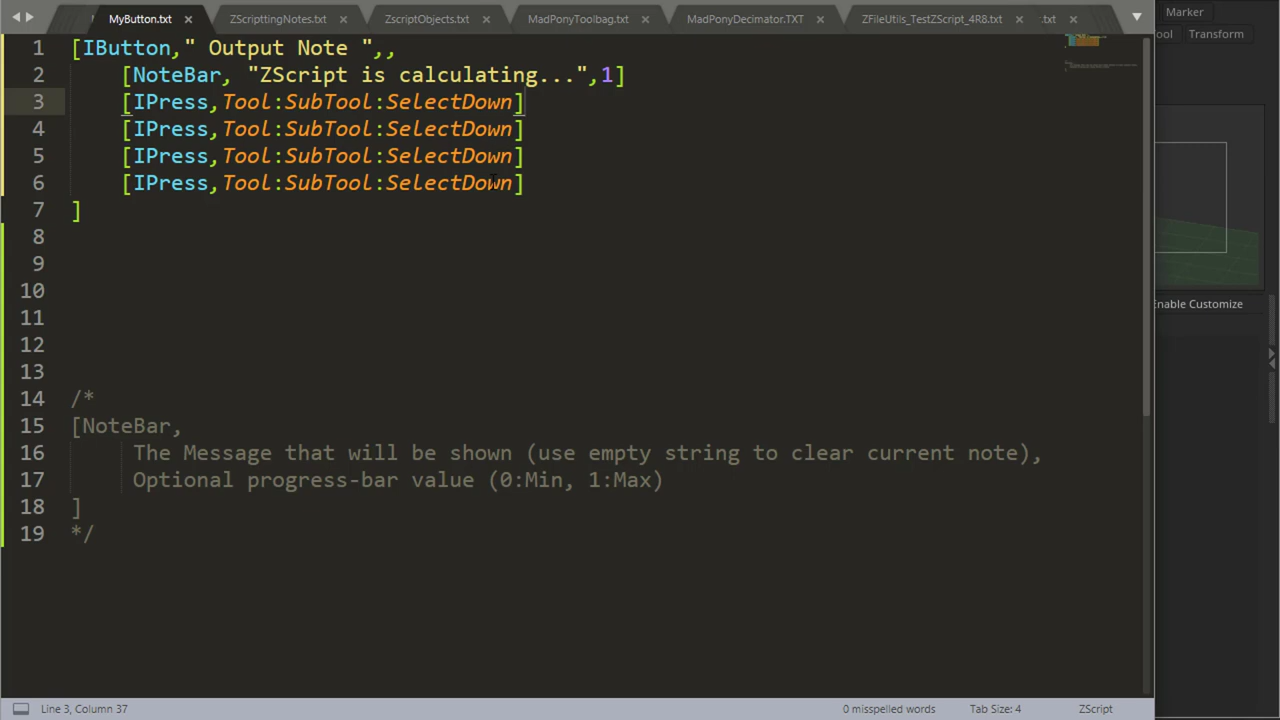 MyButton.txt
ZScripttingNotes.txt
ZscriptObjects.txt
MadPonyToolbag.txt
MadPonyDecimator.TXT
ZFileUtils_TestZScript_4R8.txt
.txt
Marker
ool
Transform
1 [IButton," Output Note ",,
2 [NoteBar, "ZScript is calculating...",1]
3 [IPress,Tool:SubTool:SelectDown]
4 [IPress,Tool:SubTool:SelectDown]
5 [IPress,Tool:SubTool:SelectDown]
6 [IPress,Tool:SubTool:SelectDown]
7 ]
8
9
10
11
12
13
14 /*
15 [NoteBar,
16 The Message that will be shown (use empty string to clear current note),
17 Optional progress-bar value (0:Min, 1:Max)
18 ]
19 */
Enable Customize
Line 3, Column 37
0 misspelled words
Tab Size: 4
ZScript